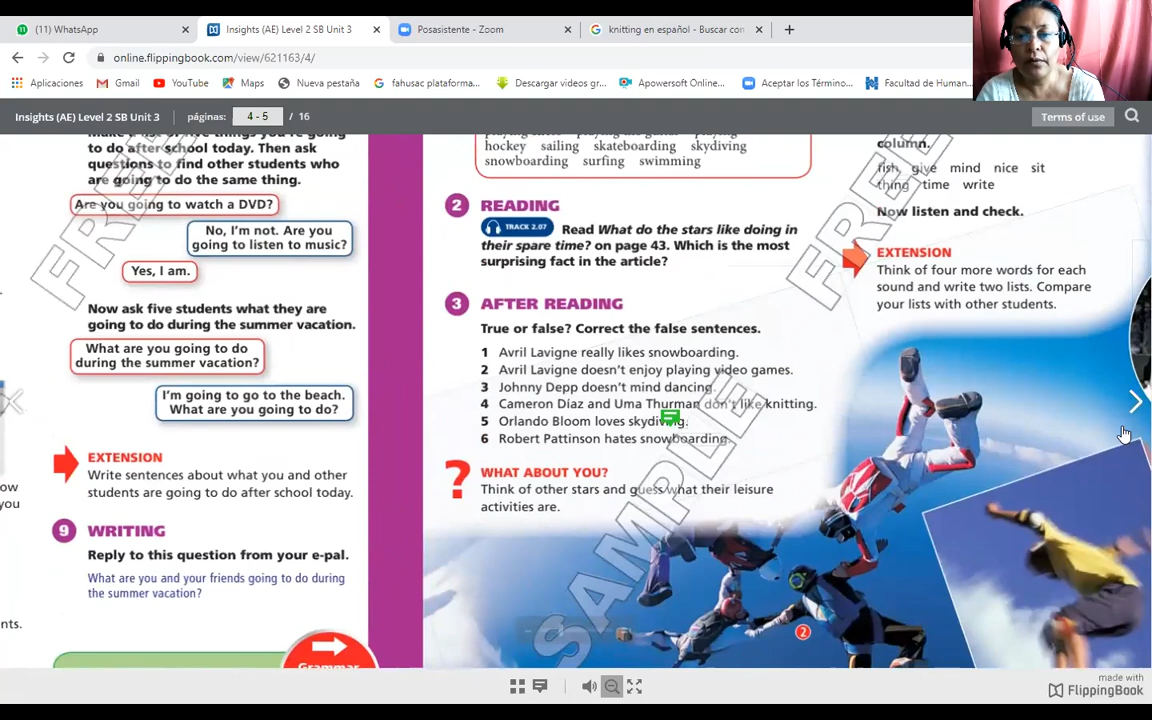 (11) WhatsApp
Insights (AE) Level 2 SB Unit 3
Posasistente - Zoom
knitting en español - Buscar con
online.flippingbook.com/view/621163/4/
Aplicaciones
Gmail
YouTube
Maps
Nueva pestaña
fahusac plataforma...
Descargar videos gr...
Apowersoft Online...
Aceptar los Término...
Facultad de Human...
Insights (AE) Level 2 SB Unit 3
páginas:
4 - 5
/ 16
Terms of use
to do after school today. Then ask
questions to find other students who
are going to do the same thing.
Are you going to watch a DVD?
No, I'm not. Are you
going to listen to music?
Yes, I am.
Now ask five students what they are
going to do during the summer vacation.
What are you going to do
during the summer vacation?
I'm going to go to the beach.
What are you going to do?
EXTENSION
Write sentences about what you and other
students are going to do after school today.
9 WRITING
Reply to this question from your e-pal.
What are you and your friends going to do during
the summer vacation?
ow
you
nts.
Grammar
hockey sailing skateboarding skydiving
snowboarding surfing swimming
2 READING
TRACK 2.07 Read What do the stars like doing in
their spare time? on page 43. Which is the most
surprising fact in the article?
3 AFTER READING
True or false? Correct the false sentences.
1 Avril Lavigne really likes snowboarding.
2 Avril Lavigne doesn't enjoy playing video games.
3 Johnny Depp doesn't mind dancing.
4 Cameron Díaz and Uma Thurman don't like knitting.
5 Orlando Bloom loves skydiving.
6 Robert Pattinson hates snowboarding.
? WHAT ABOUT YOU?
Think of other stars and guess what their leisure
activities are.
column.
fish give mind nice sit
thing time write
Now listen and check.
EXTENSION
Think of four more words for each
sound and write two lists. Compare
your lists with other students.
2
FREE
FREE
SAMPLE
made with
FlippingBook